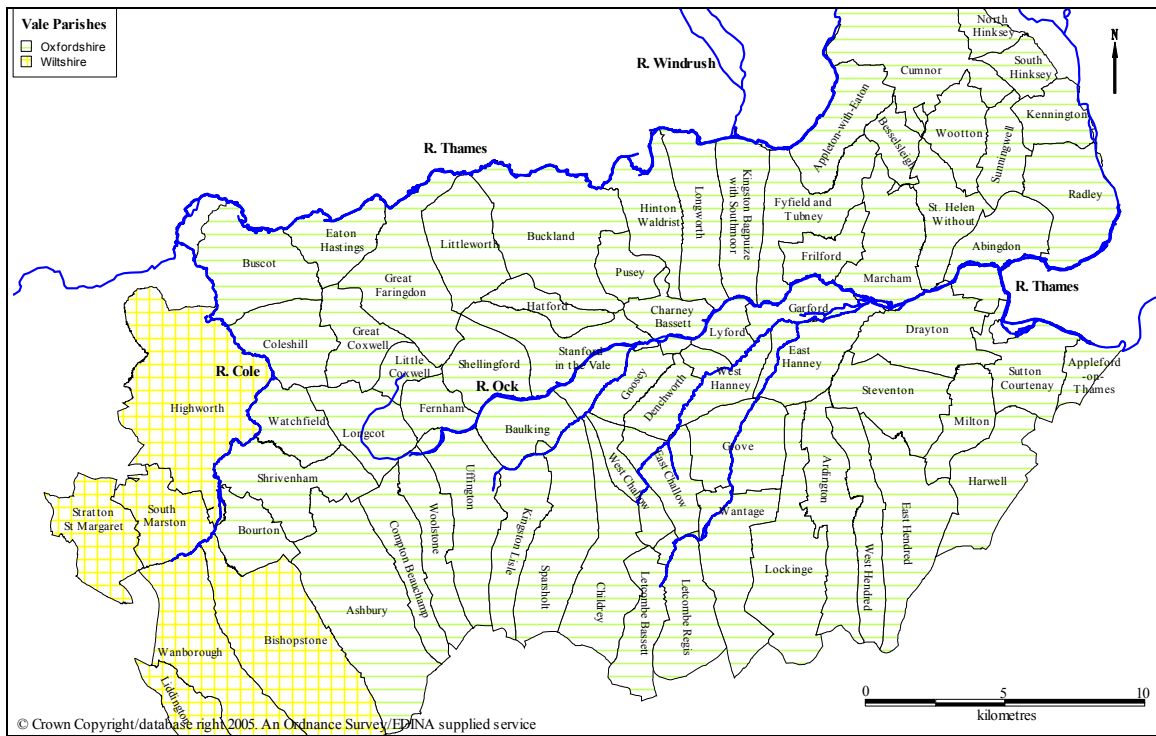 Vale Parishes
Oxfordshire
Wiltshire
North
Hinksey
N
R. Windrush
Cumnor
South
Hinksey
Appleton-with-Eaton
Besselsleigh
Wootton
Kennington
Sunningwell
R. Thames
Radley
Hinton
Waldrist
Longworth
Kingston Bagpuize
with Southmoor
Fyfield and
Tubney
St. Helen
Without
Eaton
Hastings
Littleworth
Buckland
Frilford
Abingdon
Buscot
Pusey
Marcham
Great
Faringdon
R. Thames
Hatford
Charney
Bassett
Garford
Lyford
Drayton
Coleshill
Great
Coxwell
Little
Coxwell
Shellingford
Stanford
in the Vale
East
Hanney
Appleford
-on-
Thames
R. Cole
R. Ock
Goosey
Denchworth
West
Hanney
Sutton
Courtenay
Steventon
Highworth
Fernham
Watchfield
Longcot
Baulking
Milton
Grove
Shrivenham
Uffington
West Challow
East Challow
Ardington
Harwell
Stratton
St Margaret
South
Marston
Woolstone
Kingston Lisle
Wantage
East Hendred
Bourton
Compton Beauchamp
Sparsholt
Childrey
Letcombe Bassett
Letcombe Regis
Lockinge
West Hendred
Ashbury
Bishopstone
Wanborough
Liddington
0 5 10
kilometres
© Crown Copyright/database right 2005. An Ordnance Survey/EDINA supplied service